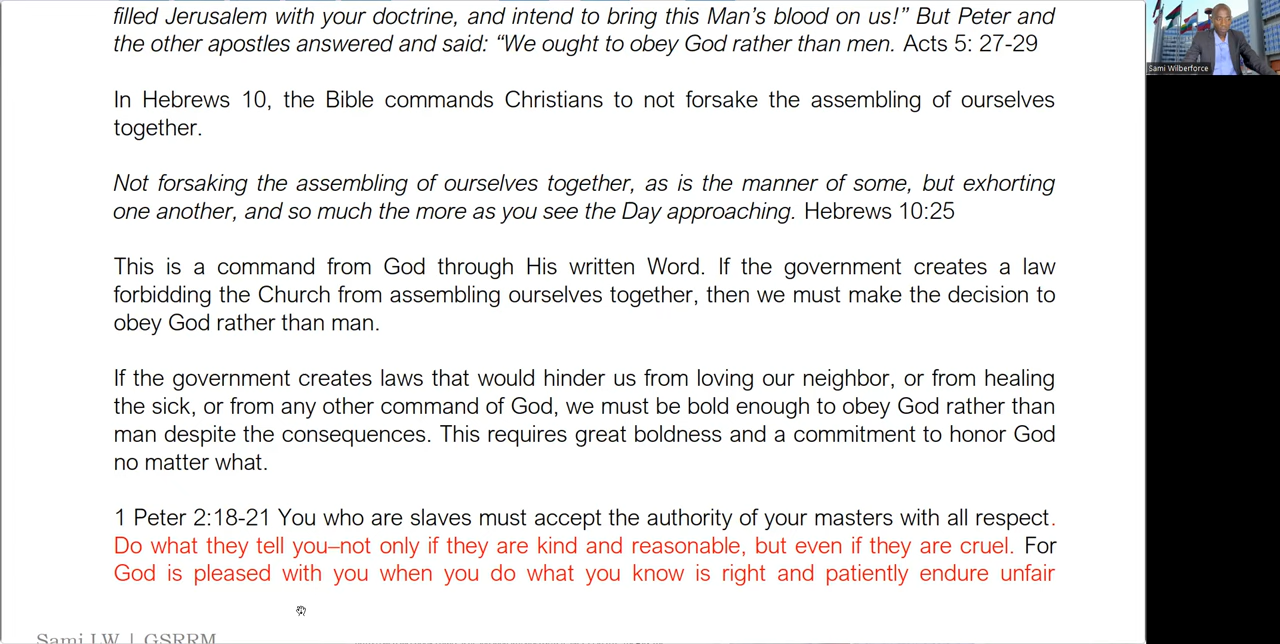 filled Jerusalem with your doctrine, and intend to bring this Man’s blood on us!” But Peter and
the other apostles answered and said: “We ought to obey God rather than men. Acts 5: 27-29
In Hebrews 10, the Bible commands Christians to not forsake the assembling of ourselves
together.
Not forsaking the assembling of ourselves together, as is the manner of some, but exhorting
one another, and so much the more as you see the Day approaching. Hebrews 10:25
This is a command from God through His written Word. If the government creates a law
forbidding the Church from assembling ourselves together, then we must make the decision to
obey God rather than man.
If the government creates laws that would hinder us from loving our neighbor, or from healing
the sick, or from any other command of God, we must be bold enough to obey God rather than
man despite the consequences. This requires great boldness and a commitment to honor God
no matter what.
1 Peter 2:18-21 You who are slaves must accept the authority of your masters with all respect.
Do what they tell you–not only if they are kind and reasonable, but even if they are cruel. For
God is pleased with you when you do what you know is right and patiently endure unfair
Sami I.W | GSRRM
Sami Wilberforce